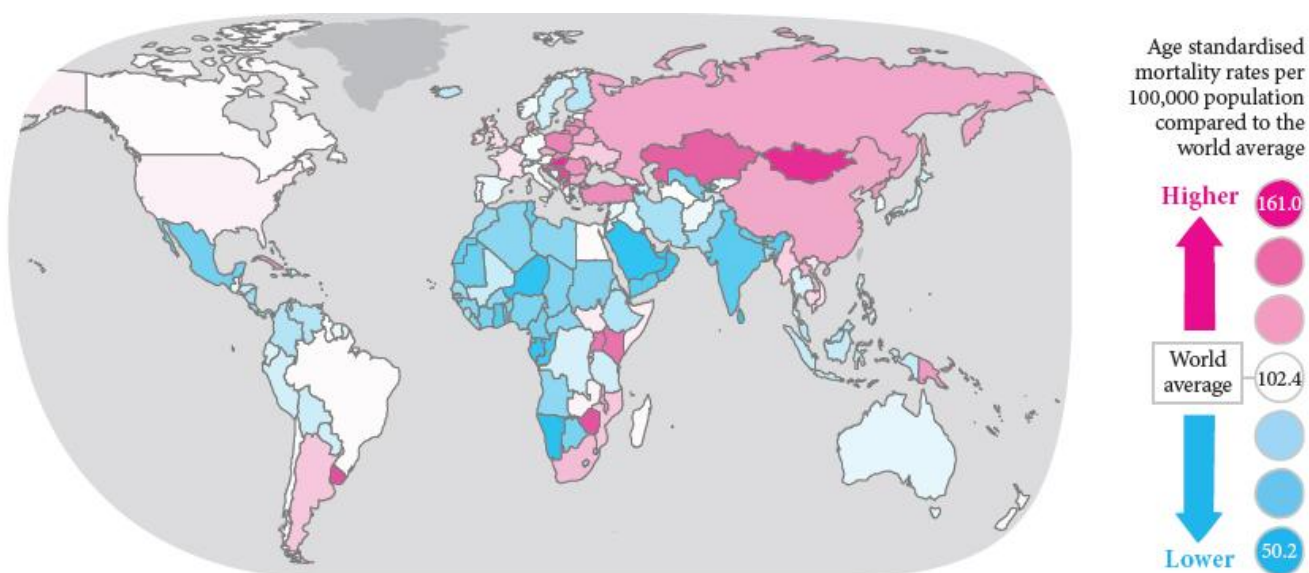 Age standardised
mortality rates per
100,000 population
compared to the
world average
Higher
161.0
World
average
102.4
Lower
50.2